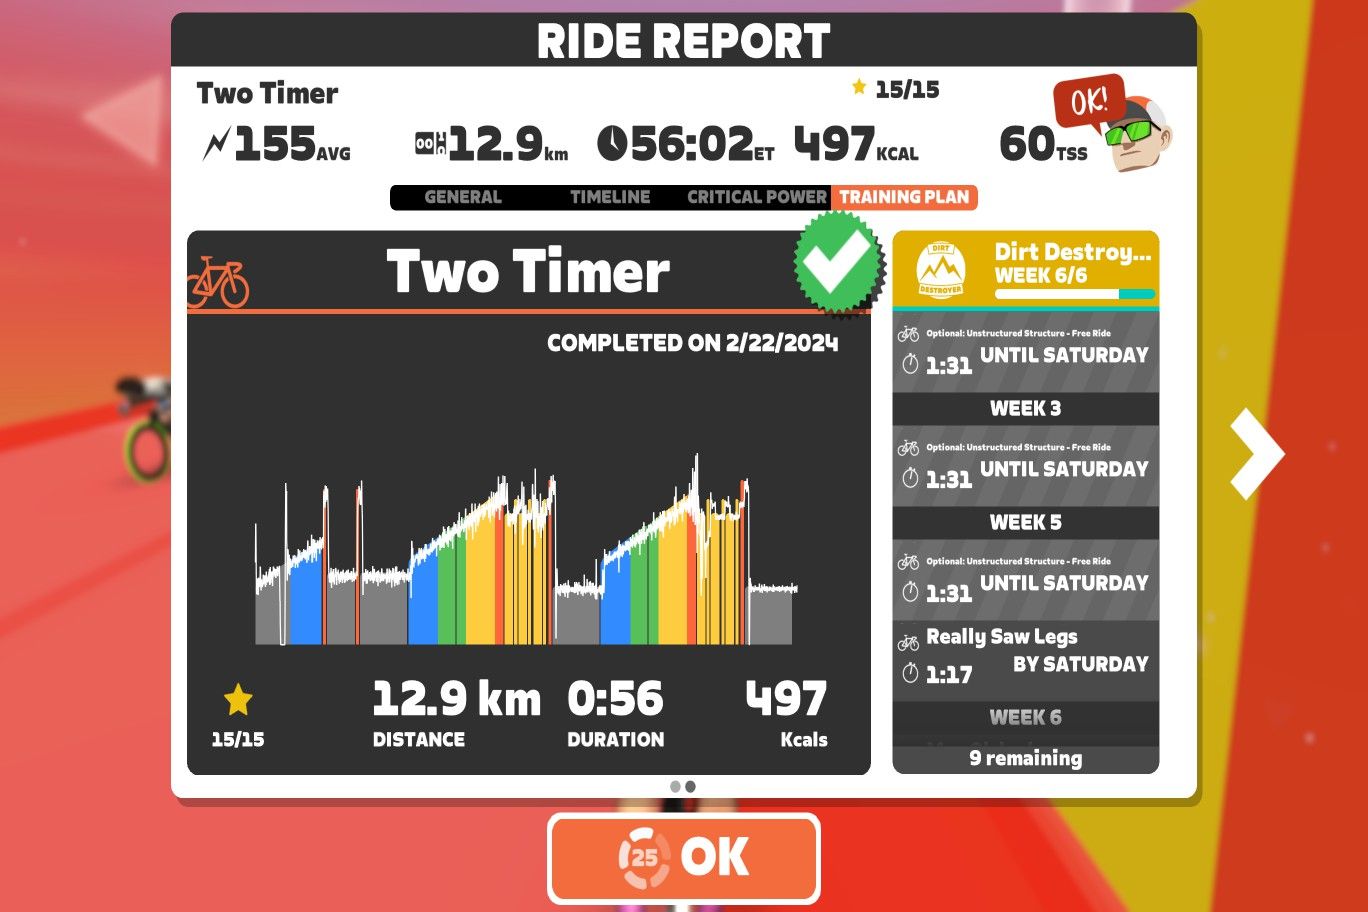 RIDE REPORT
Two Timer
15/15
OK!
155AVG
12.9km
56:02ET
497KCAL
60TSS
GENERAL
TIMELINE
CRITICAL POWER
TRAINING PLAN
Two Timer
COMPLETED ON 2/22/2024
15/15
12.9 km
DISTANCE
0:56
DURATION
497
Kcals
DIRT
DESTROYER
Dirt Destroy...
WEEK 6/6
Optional: Unstructured Structure - Free Ride
1:31
UNTIL SATURDAY
WEEK 3
Optional: Unstructured Structure - Free Ride
1:31
UNTIL SATURDAY
WEEK 5
Optional: Unstructured Structure - Free Ride
1:31
UNTIL SATURDAY
Really Saw Legs
1:17
BY SATURDAY
WEEK 6
9 remaining
25
OK